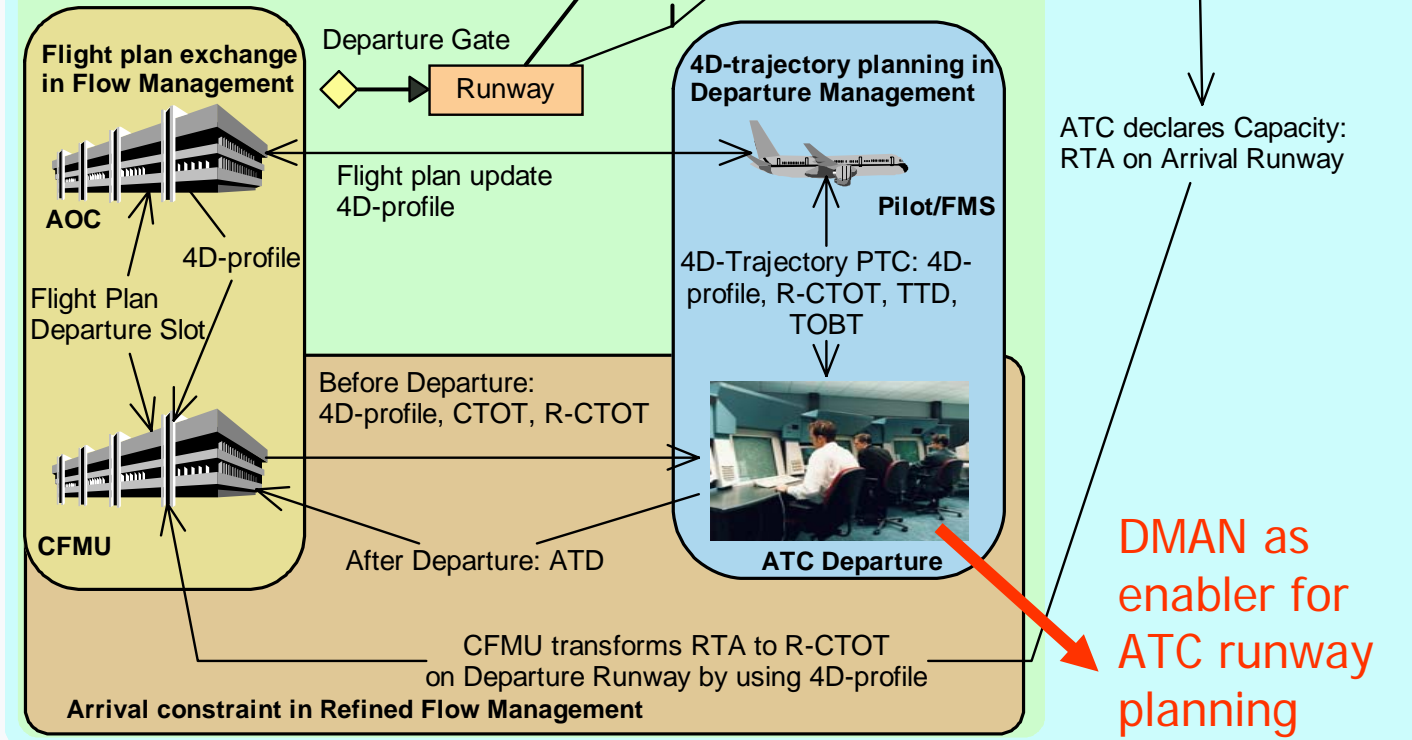 Flight plan exchange
in Flow Management
Departure Gate
Runway
4D-trajectory planning in
Departure Management
ATC declares Capacity:
RTA on Arrival Runway
Flight plan update
4D-profile
AOC
Pilot/FMS
4D-profile
4D-Trajectory PTC: 4D-
profile, R-CTOT, TTD,
TOBT
Flight Plan
Departure Slot
Before Departure:
4D-profile, CTOT, R-CTOT
CFMU
After Departure: ATD
ATC Departure
DMAN as
enabler for
ATC runway
planning
CFMU transforms RTA to R-CTOT
on Departure Runway by using 4D-profile
Arrival constraint in Refined Flow Management